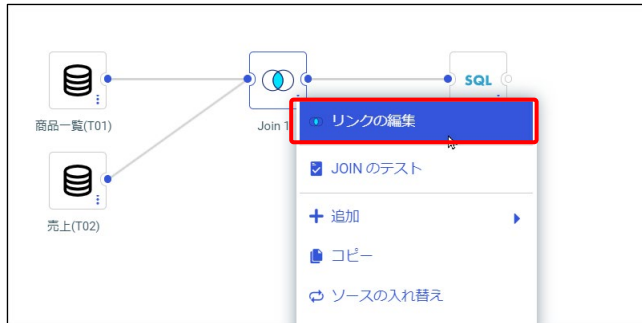 SQL
商品一覧(T01)
Join 1
リンクの編集
JOIN のテスト
売上(T02)
追加
コピー
ソースの入れ替え